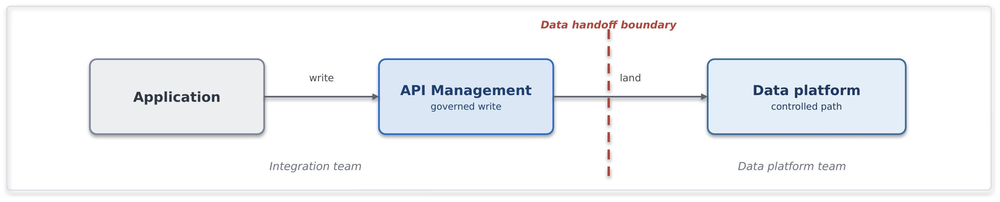 Data handoff boundary
write
land
Application
API Management
governed write
Data platform
controlled path
Integration team
Data platform team